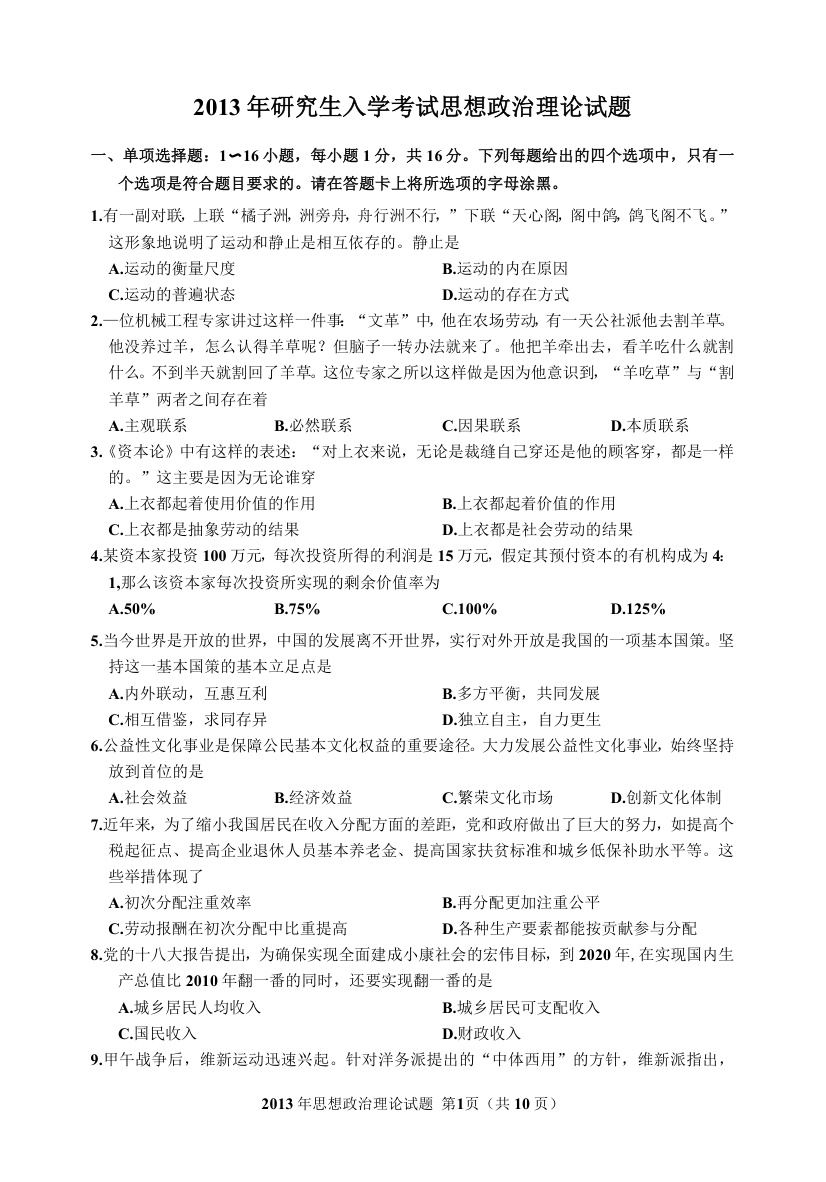 2013 年研究生入学考试思想政治理论试题
一、单项选择题：1～16 小题，每小题 1 分，共 16 分。下列每题给出的四个选项中，只有一
个选项是符合题目要求的。请在答题卡上将所选项的字母涂黑。
1.有一副对联，上联“橘子洲，洲旁舟，舟行洲不行，”下联“天心阁，阁中鸽，鸽飞阁不飞。”
这形象地说明了运动和静止是相互依存的。静止是
A.运动的衡量尺度 B.运动的内在原因
C.运动的普遍状态 D.运动的存在方式
2.—位机械工程专家讲过这样一件事：“文革”中，他在农场劳动，有一天公社派他去割羊草。
他没养过羊，怎么认得羊草呢？但脑子一转办法就来了。他把羊牵出去，看羊吃什么就割
什么。不到半天就割回了羊草。这位专家之所以这样做是因为他意识到，“羊吃草”与“割
羊草”两者之间存在着
A.主观联系 B.必然联系 C.因果联系 D.本质联系
3.《资本论》中有这样的表述：“对上衣来说，无论是裁缝自己穿还是他的顾客穿，都是一样
的。”这主要是因为无论谁穿
A.上衣都起着使用价值的作用 B.上衣都起着价值的作用
C.上衣都是抽象劳动的结果 D.上衣都是社会劳动的结果
4.某资本家投资 100 万元，每次投资所得的利润是 15 万元，假定其预付资本的有机构成为 4：
1,那么该资本家每次投资所实现的剩余价值率为
A.50% B.75% C.100% D.125%
5.当今世界是开放的世界，中国的发展离不开世界，实行对外开放是我国的一项基本国策。坚
持这一基本国策的基本立足点是
A.内外联动，互惠互利 B.多方平衡，共同发展
C.相互借鉴，求同存异 D.独立自主，自力更生
6.公益性文化事业是保障公民基本文化权益的重要途径。大力发展公益性文化事业，始终坚持
放到首位的是
A.社会效益 B.经济效益 C.繁荣文化市场 D.创新文化体制
7.近年来，为了缩小我国居民在收入分配方面的差距，党和政府做出了巨大的努力，如提高个
税起征点、提高企业退休人员基本养老金、提高国家扶贫标准和城乡低保补助水平等。这
些举措体现了
A.初次分配注重效率 B.再分配更加注重公平
C.劳动报酬在初次分配中比重提高 D.各种生产要素都能按贡献参与分配
8.党的十八大报告提出，为确保实现全面建成小康社会的宏伟目标，到 2020 年,在实现国内生
产总值比 2010 年翻一番的同时，还要实现翻一番的是
A.城乡居民人均收入 B.城乡居民可支配收入
C.国民收入 D.财政收入
9.甲午战争后，维新运动迅速兴起。针对洋务派提出的“中体西用”的方针，维新派指出，
2013 年思想政治理论试题 第1页（共 10 页）